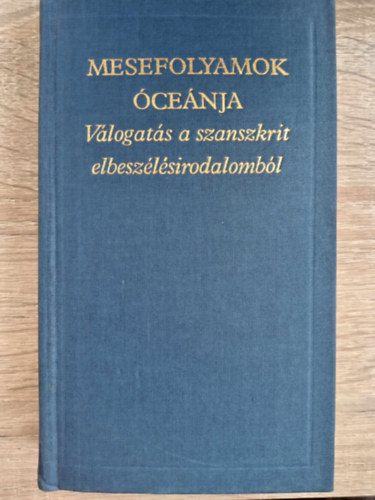 MESEFOLYAMOK
ÓCEÁNJA
Válogatás a szanszkrit
elbeszélésirodalomból